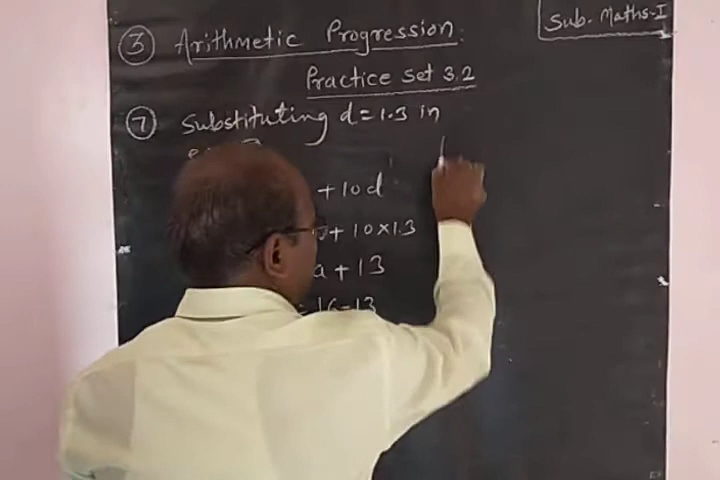 Sub. Maths-I
③ Arithmetic Progression:
Practice Set 3.2
⑦ Substituting d = 1.3 in
+ 10d
+ 10 × 1.3
a + 13
= 16 - 13